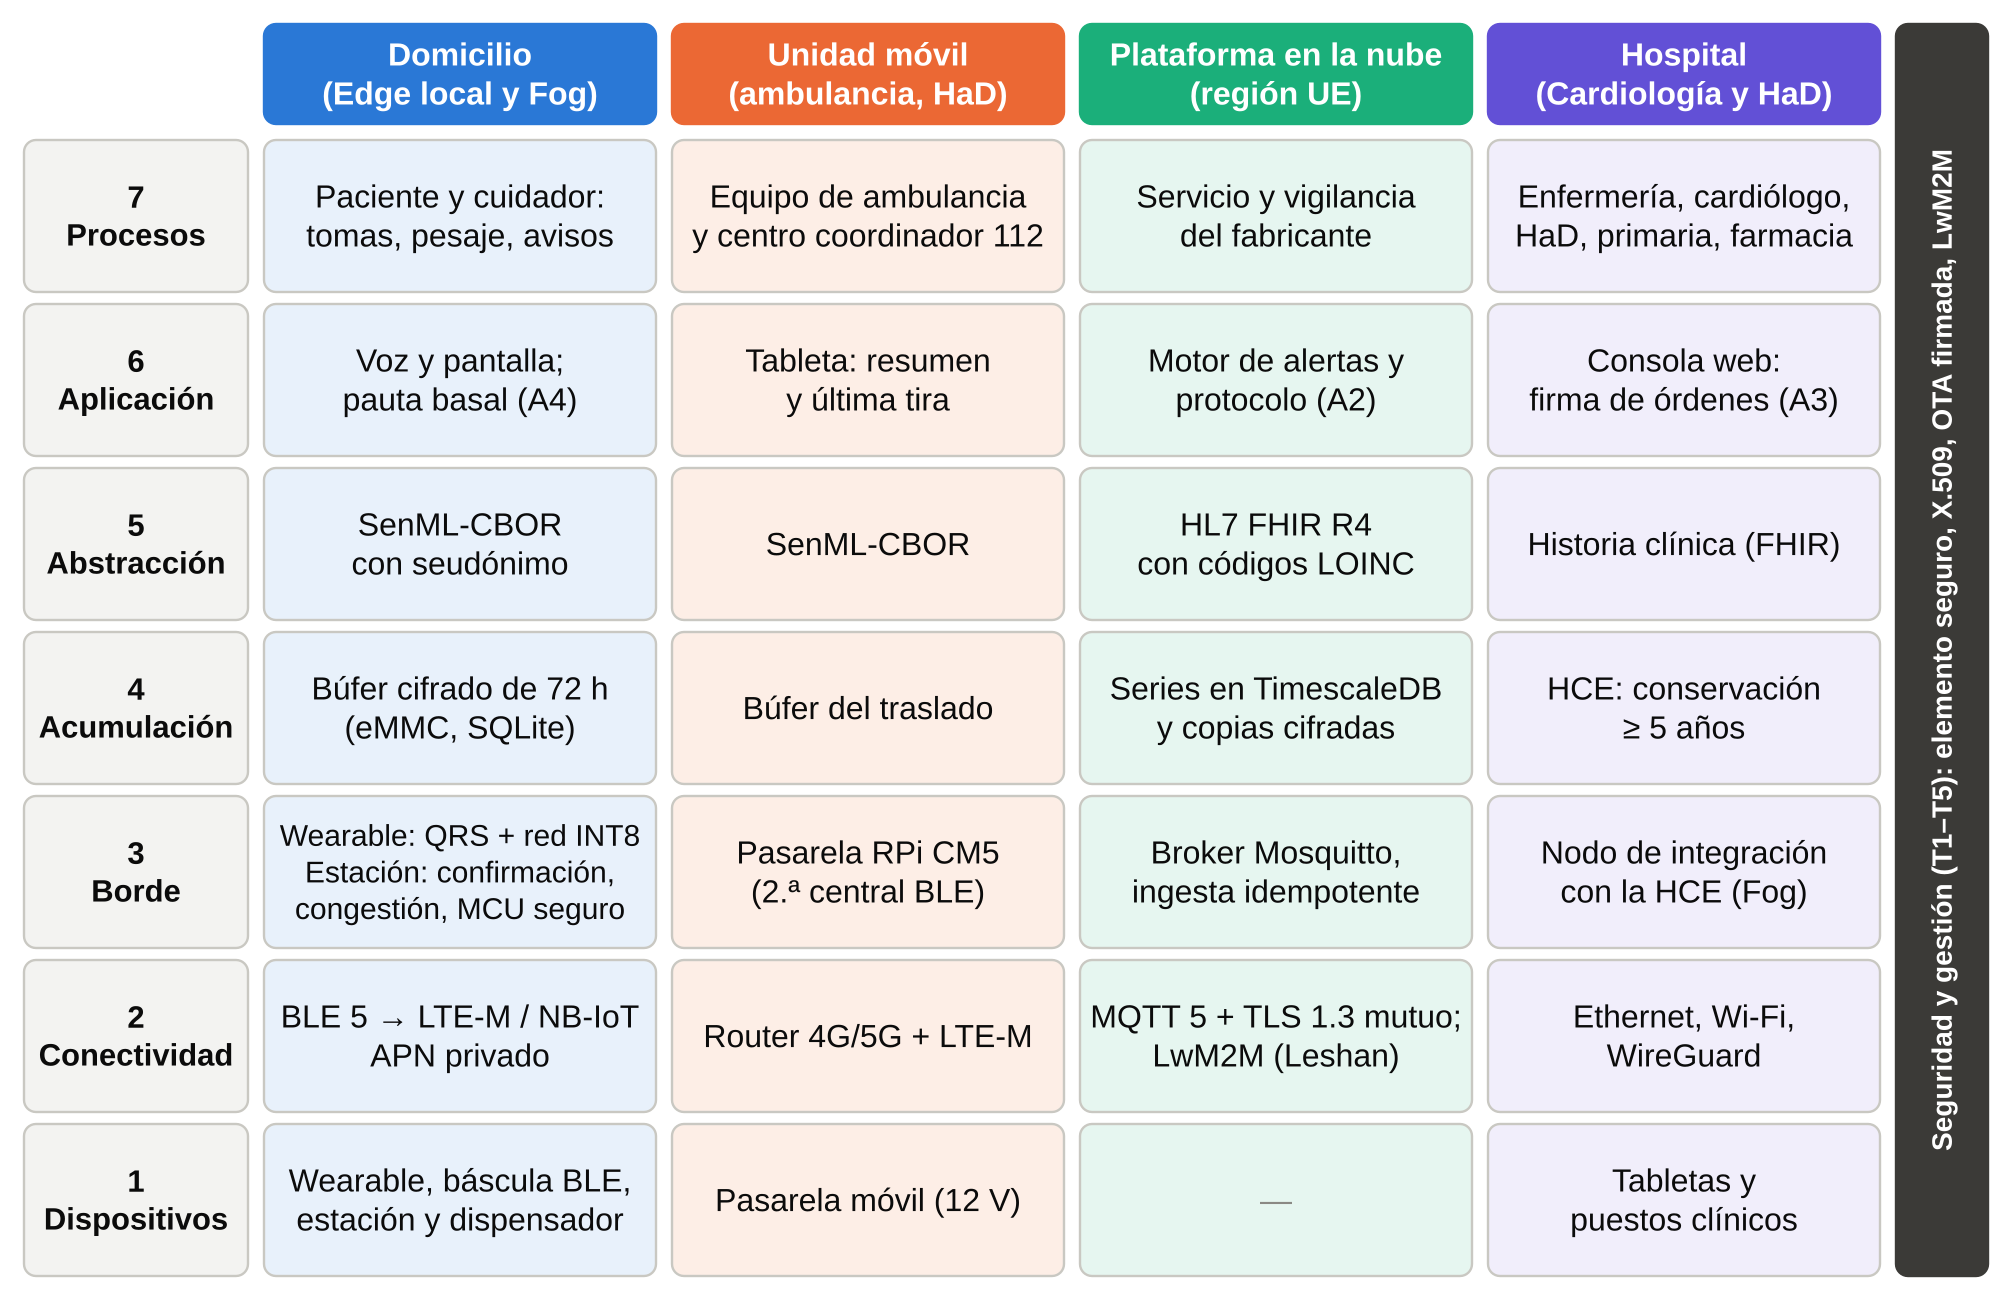 Domicilio
(Edge local y Fog)
Unidad móvil
(ambulancia, HaD)
Plataforma en la nube
(región UE)
Hospital
(Cardiología y HaD)
7
Procesos
Paciente y cuidador:
tomas, pesaje, avisos
Equipo de ambulancia
y centro coordinador 112
Servicio y vigilancia
del fabricante
Enfermería, cardiólogo,
HaD, primaria, farmacia
6
Aplicación
Voz y pantalla;
pauta basal (A4)
Tableta: resumen
y última tira
Motor de alertas y
protocolo (A2)
Consola web:
firma de órdenes (A3)
5
Abstracción
SenML-CBOR
con seudónimo
SenML-CBOR
HL7 FHIR R4
con códigos LOINC
Historia clínica (FHIR)
4
Acumulación
Búfer cifrado de 72 h
(eMMC, SQLite)
Búfer del traslado
Series en TimescaleDB
y copias cifradas
HCE: conservación
≥ 5 años
3
Borde
Wearable: QRS + red INT8
Estación: confirmación,
congestión, MCU seguro
Pasarela RPi CM5
(2.ª central BLE)
Broker Mosquitto,
ingesta idempotente
Nodo de integración
con la HCE (Fog)
2
Conectividad
BLE 5 → LTE-M / NB-IoT
APN privado
Router 4G/5G + LTE-M
MQTT 5 + TLS 1.3 mutuo;
LwM2M (Leshan)
Ethernet, Wi-Fi,
WireGuard
1
Dispositivos
Wearable, báscula BLE,
estación y dispensador
Pasarela móvil (12 V)
—
Tabletas y
puestos clínicos
Seguridad y gestión (T1–T5): elemento seguro, X.509, OTA firmada, LwM2M